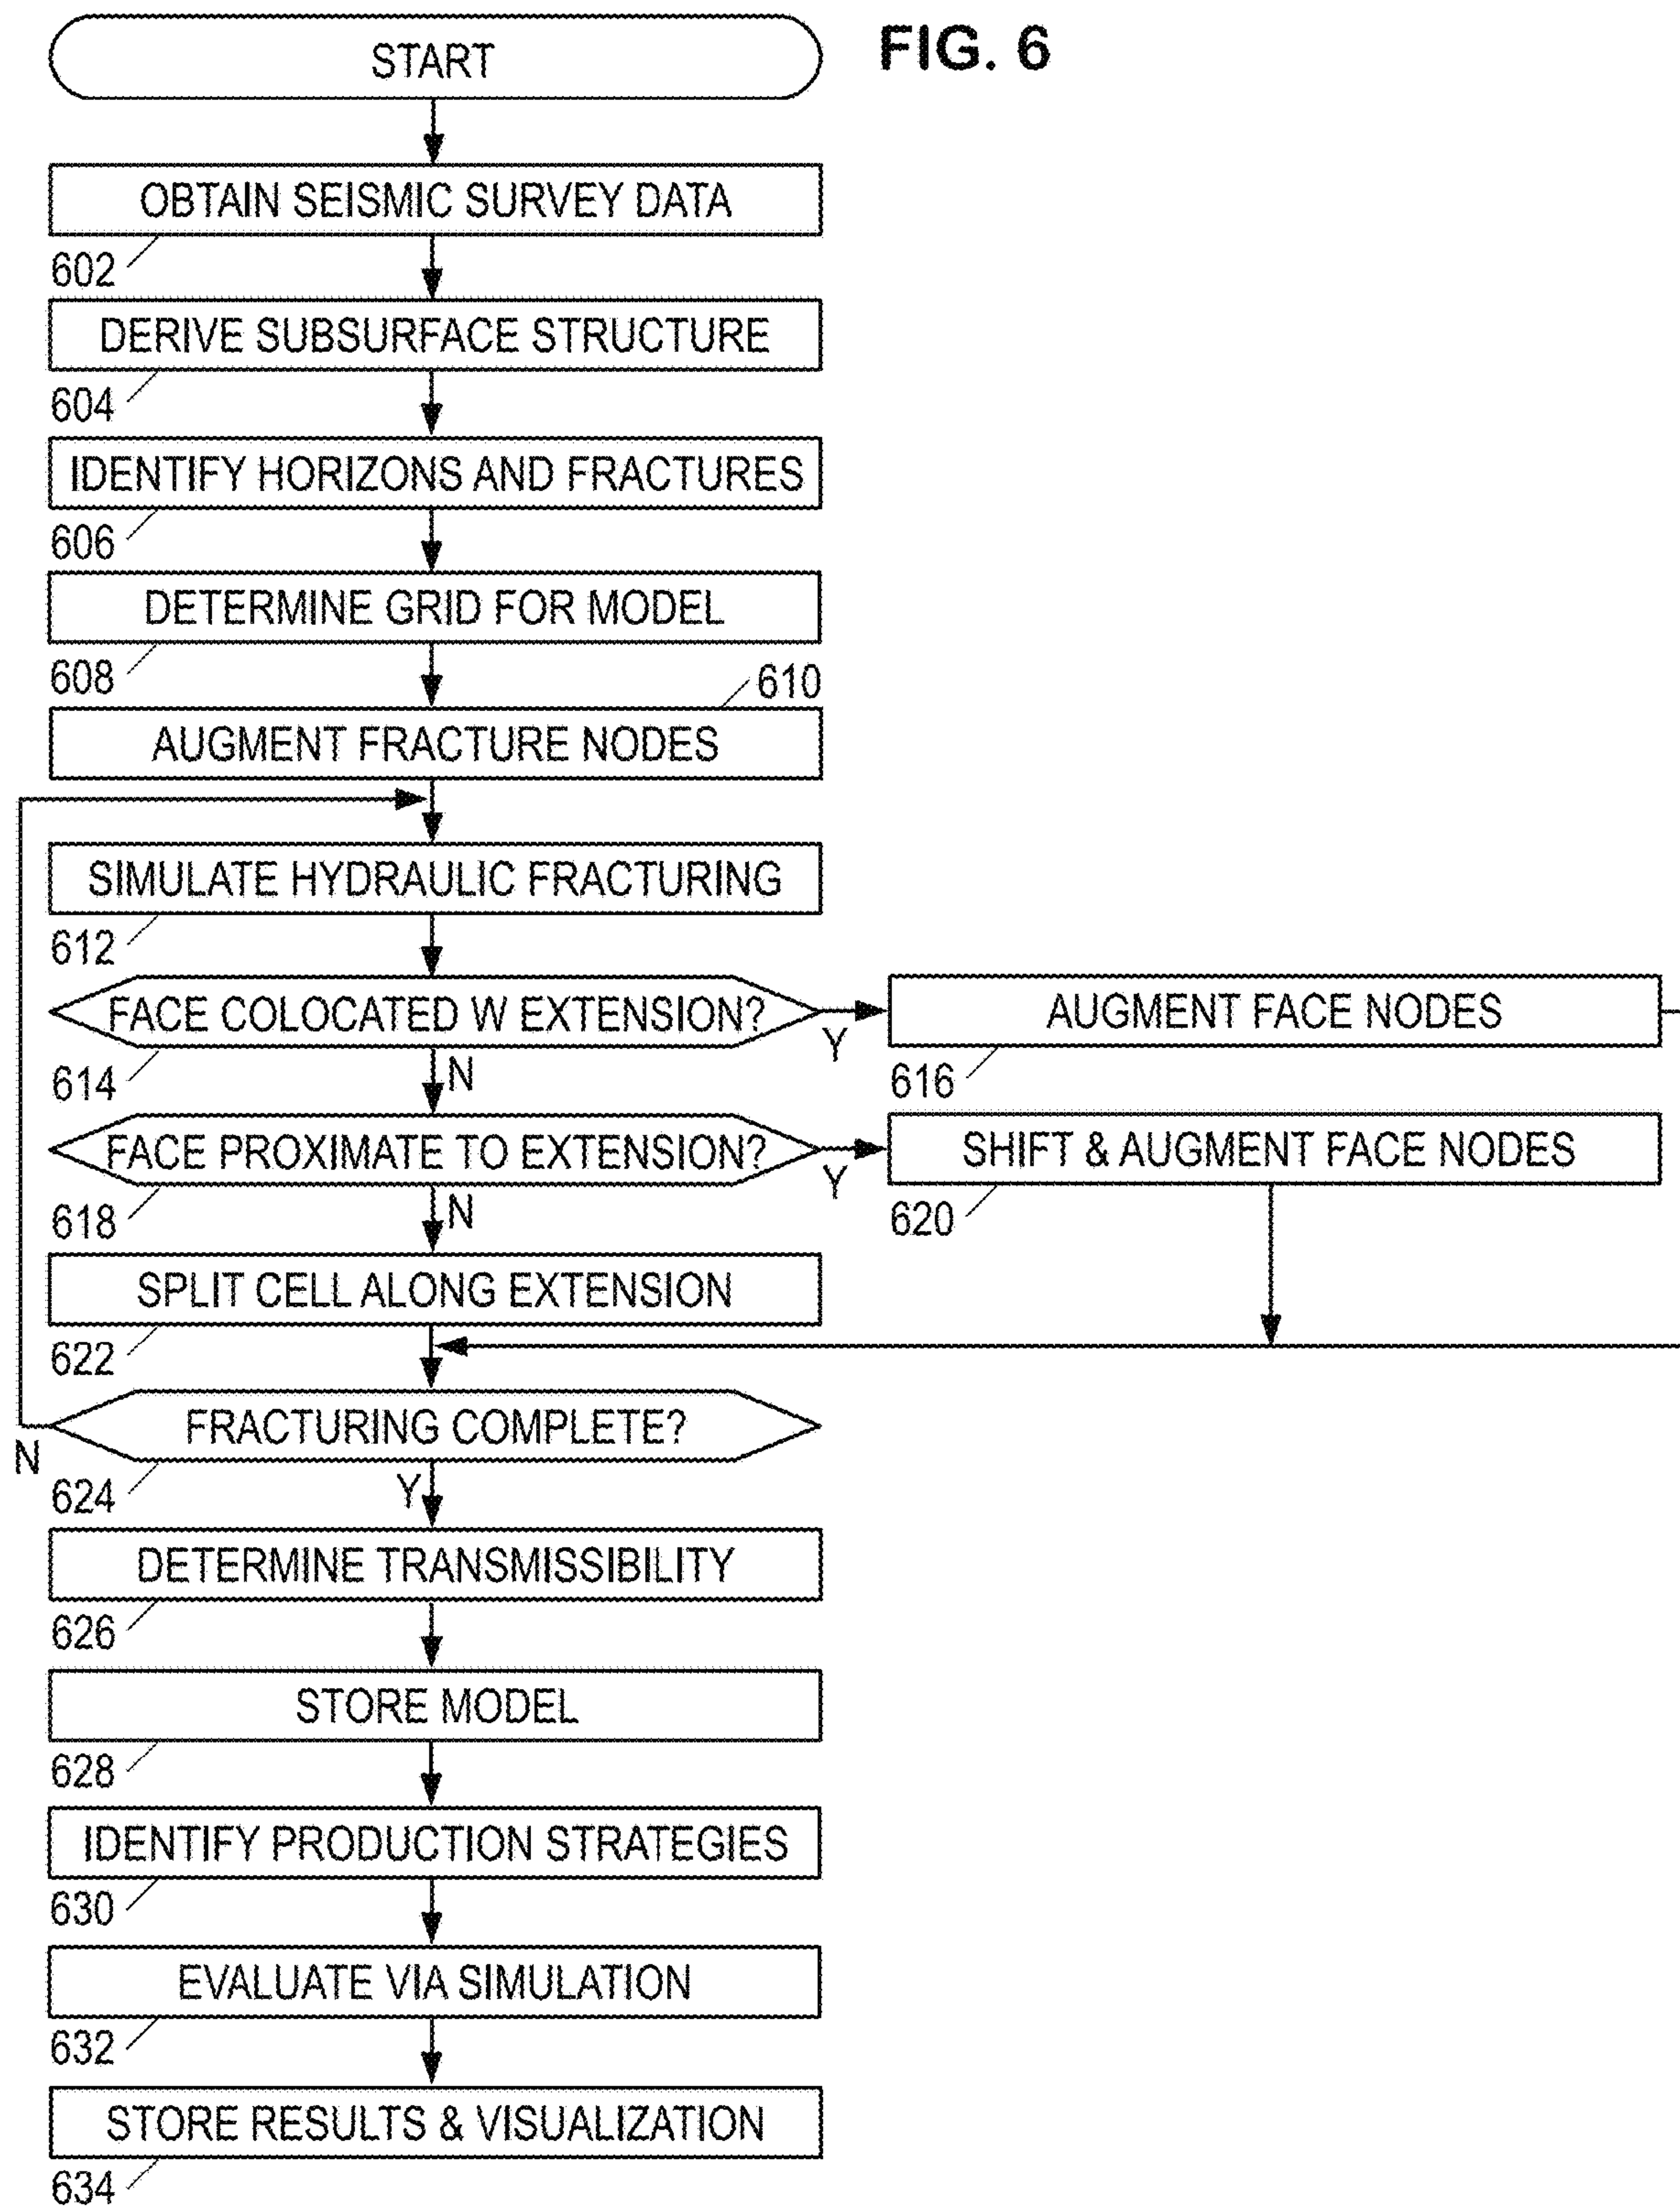 FIG. 6
START
OBTAIN SEISMIC SURVEY DATA
602
DERIVE SUBSURFACE STRUCTURE
604
IDENTIFY HORIZONS AND FRACTURES
606
DETERMINE GRID FOR MODEL
608
610
AUGMENT FRACTURE NODES
SIMULATE HYDRAULIC FRACTURING
612
FACE COLOCATED W EXTENSION?
Y
AUGMENT FACE NODES
614
N
616
FACE PROXIMATE TO EXTENSION?
Y
SHIFT & AUGMENT FACE NODES
618
N
620
SPLIT CELL ALONG EXTENSION
622
FRACTURING COMPLETE?
N
624
Y
DETERMINE TRANSMISSIBILITY
626
STORE MODEL
628
IDENTIFY PRODUCTION STRATEGIES
630
EVALUATE VIA SIMULATION
632
STORE RESULTS & VISUALIZATION
634